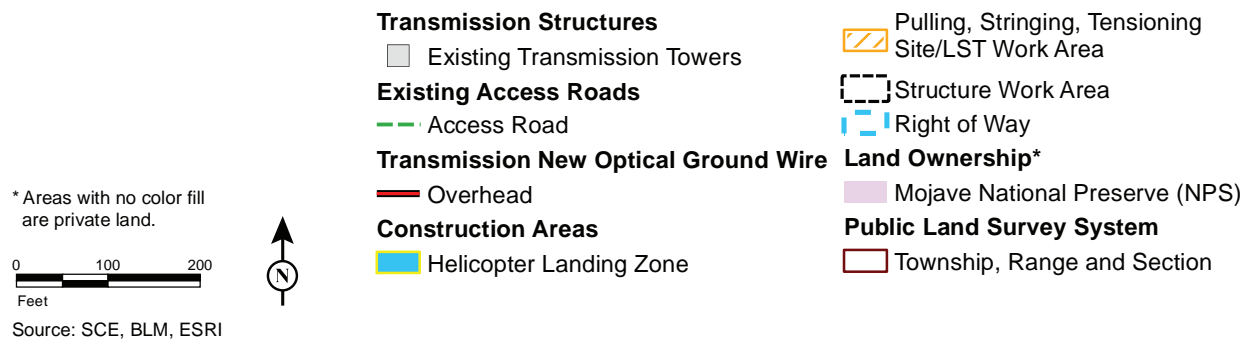 * Areas with no color fill
are private land.
0 100 200
Feet
Source: SCE, BLM, ESRI
N
Transmission Structures
Existing Transmission Towers
Existing Access Roads
Access Road
Transmission New Optical Ground Wire
Overhead
Construction Areas
Helicopter Landing Zone
Pulling, Stringing, Tensioning
Site/LST Work Area
Structure Work Area
Right of Way
Land Ownership*
Mojave National Preserve (NPS)
Public Land Survey System
Township, Range and Section